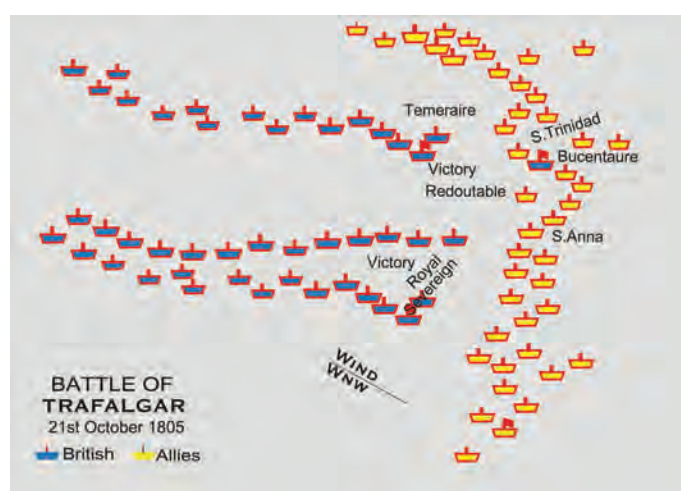 Temeraire
S.Trinidad
Bucentaure
Victory
Redoutable
S.Anna
Victory
Royal
Sovereign
WIND
WNW
BATTLE OF
TRAFALGAR
21st October 1805
British
Allies